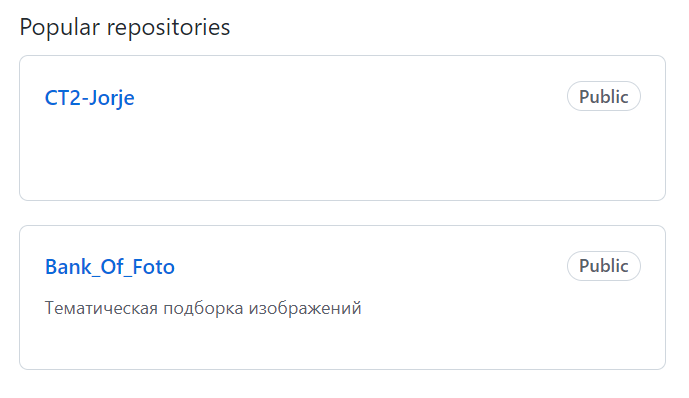 Popular repositories
CT2-Jorje
Public
Bank_Of_Foto
Public
Тематическая подборка изображений